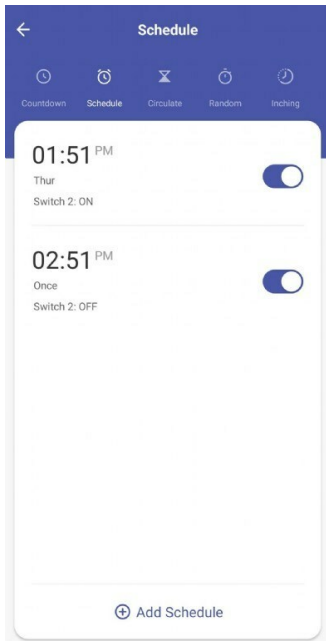 Schedule
Countdown Schedule Circulate Random Inching
01:51 PM
Thur
Switch 2: ON
02:51 PM
Once
Switch 2: OFF
Add Schedule